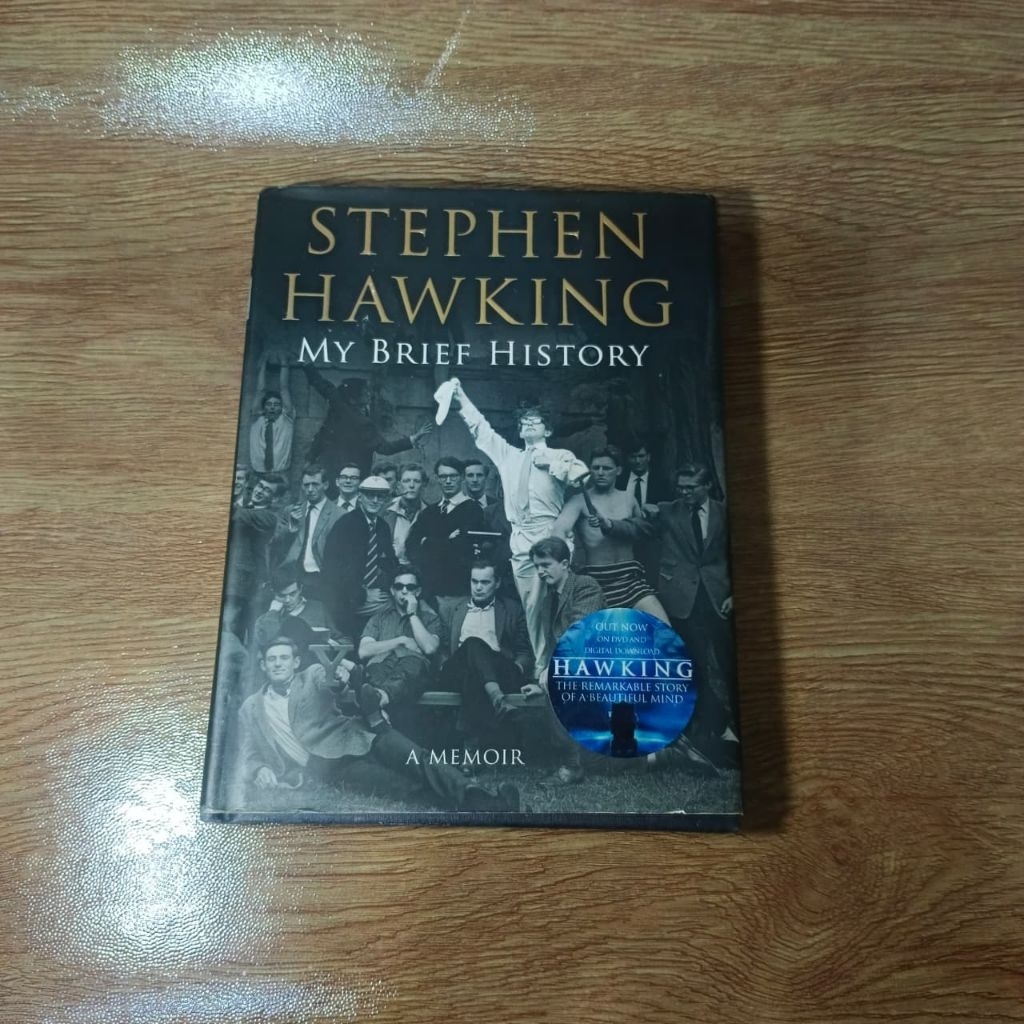 STEPHEN
HAWKING
MY BRIEF HISTORY
OUT NOW
ON DVD AND
DIGITAL DOWNLOAD
HAWKING
THE REMARKABLE STORY
OF A BEAUTIFUL MIND
A MEMOIR